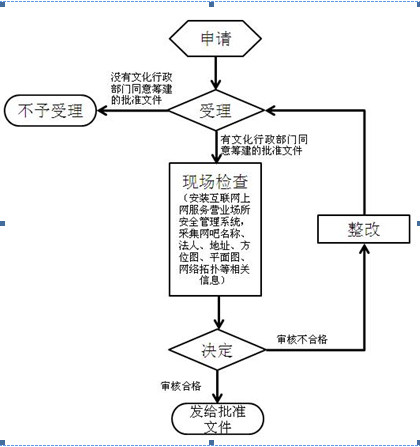 申请
没有文化行政
部门同意筹建
的批准文件
不予受理
受理
有文化行政部门同
意筹建的批准文件
现场检查
(安装互联网上
网服务营业场所
安全管理系统,
采集网吧名称、
法人、地址、方
位图、平面图、
网络拓扑等相关
信息)
整改
决定
审核不合格
审核合格
发给批准
文件